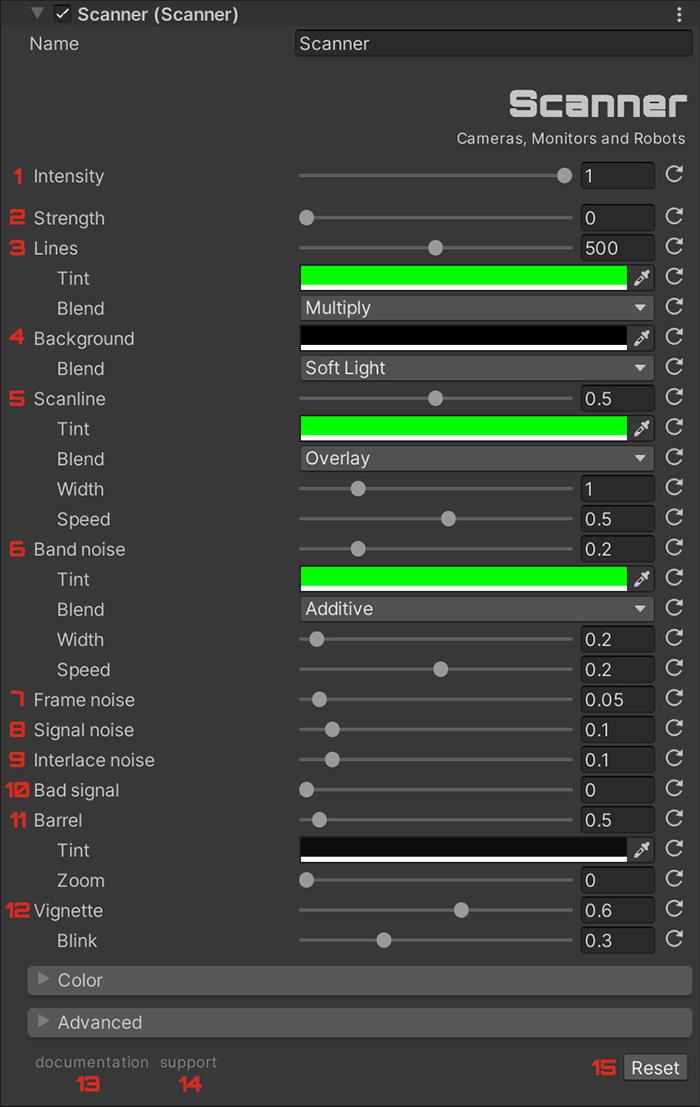 Scanner (Scanner)
Name Scanner
Scanner
Cameras, Monitors and Robots
1 Intensity 1
2 Strength 0
3 Lines 500
Tint
Blend Multiply
4 Background
Blend Soft Light
5 Scanline 0.5
Tint
Blend Overlay
Width 1
Speed 0.5
6 Band noise 0.2
Tint
Blend Additive
Width 0.2
Speed 0.2
7 Frame noise 0.05
8 Signal noise 0.1
9 Interlace noise 0.1
10 Bad signal 0
11 Barrel 0.5
Tint
Zoom 0
12 Vignette 0.6
Blink 0.3
Color
Advanced
documentation support
15 Reset
13 14